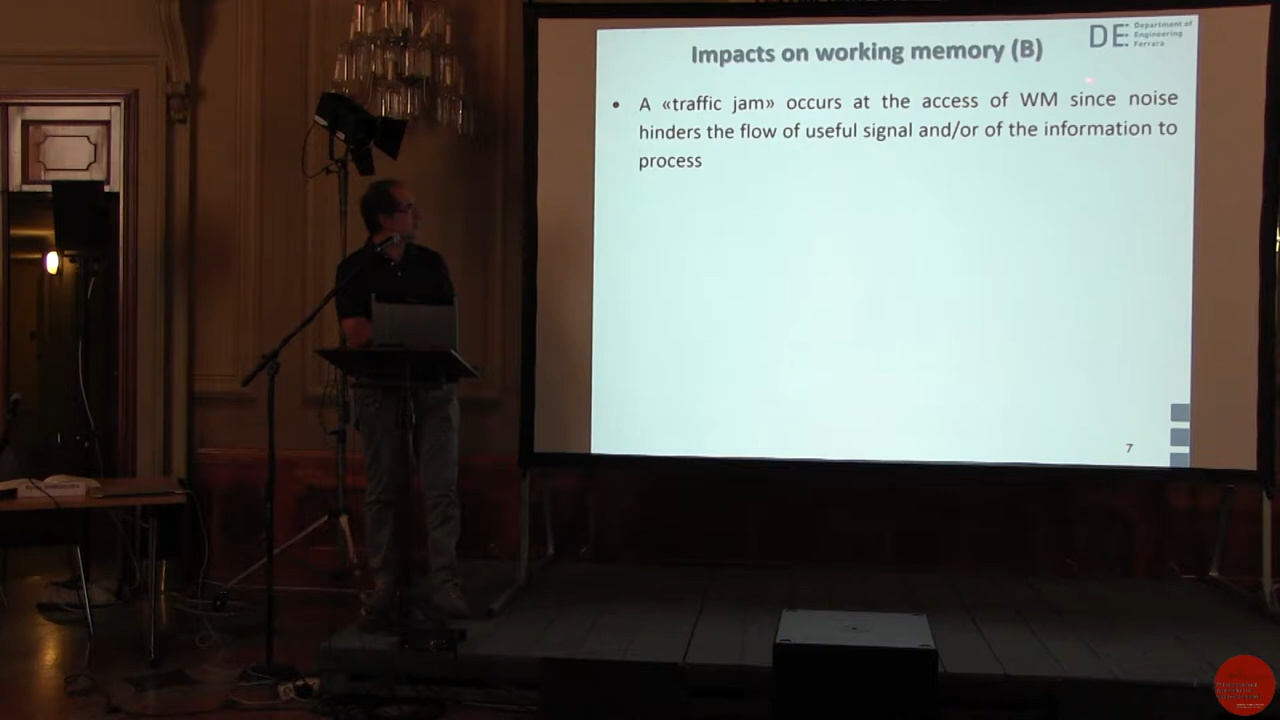 Impacts on working memory (B)
DE
Department of
Engineering
Ferrara
• A «traffic jam» occurs at the access of WM since noise
hinders the flow of useful signal and/or of the information to
process
7